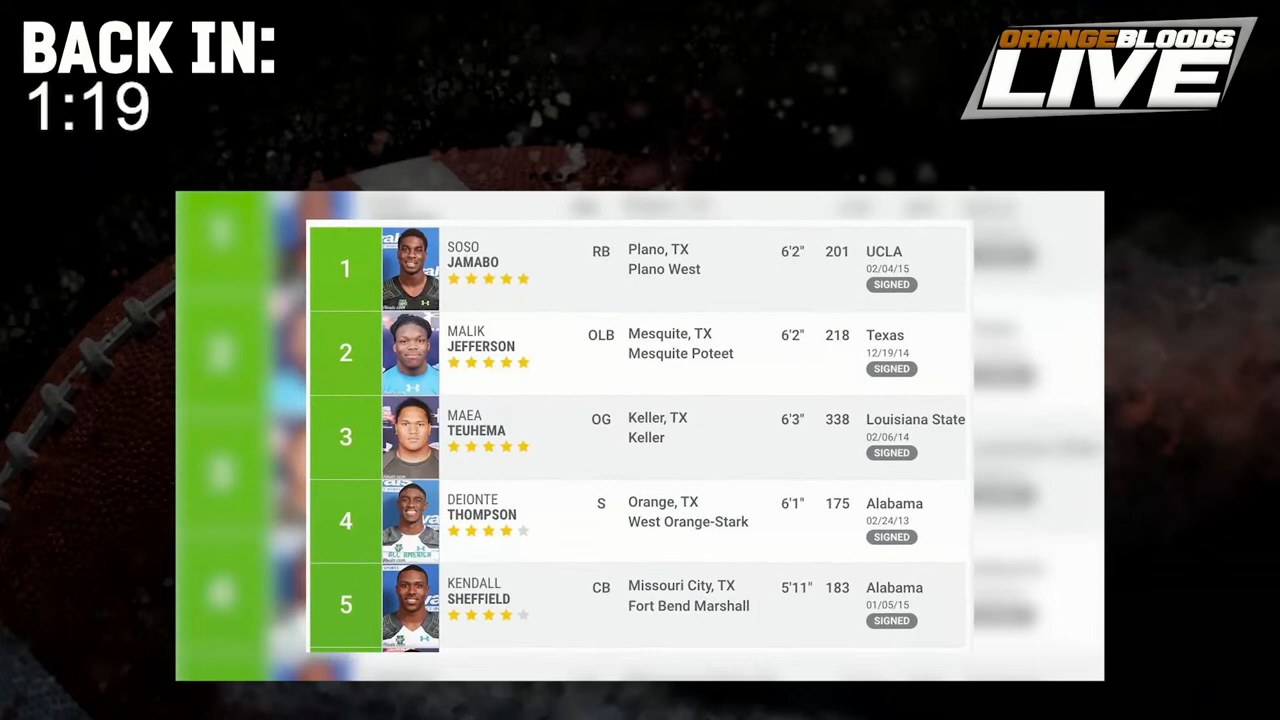 BACK IN:
1:19
ORANGEBLOODS
LIVE
1
SOSO
JAMABO
RB
Plano, TX
Plano West
6'2"
201
UCLA
02/04/15
SIGNED
2
MALIK
JEFFERSON
OLB
Mesquite, TX
Mesquite Poteet
6'2"
218
Texas
12/19/14
SIGNED
3
MAEA
TEUHEMA
OG
Keller, TX
Keller
6'3"
338
Louisiana State
02/06/14
SIGNED
4
DEIONTE
THOMPSON
S
Orange, TX
West Orange-Stark
6'1"
175
Alabama
02/24/13
SIGNED
ALL AMERICA
5
KENDALL
SHEFFIELD
CB
Missouri City, TX
Fort Bend Marshall
5'11"
183
Alabama
01/05/15
SIGNED